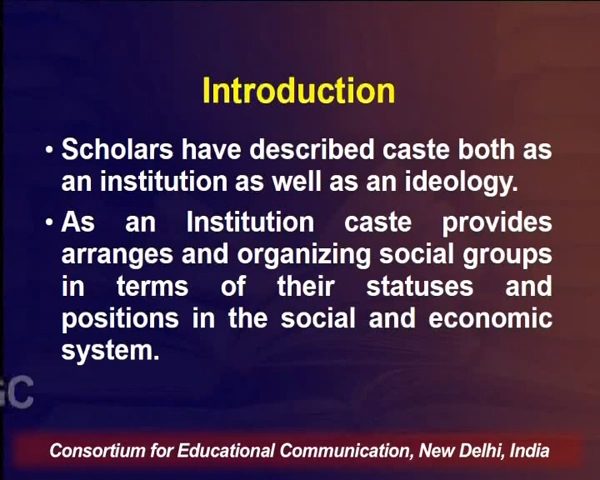 Introduction
• Scholars have described caste both as
an institution as well as an ideology.
• As an Institution caste provides
arranges and organizing social groups
in terms of their statuses and
positions in the social and economic
system.
GC
Consortium for Educational Communication, New Delhi, India